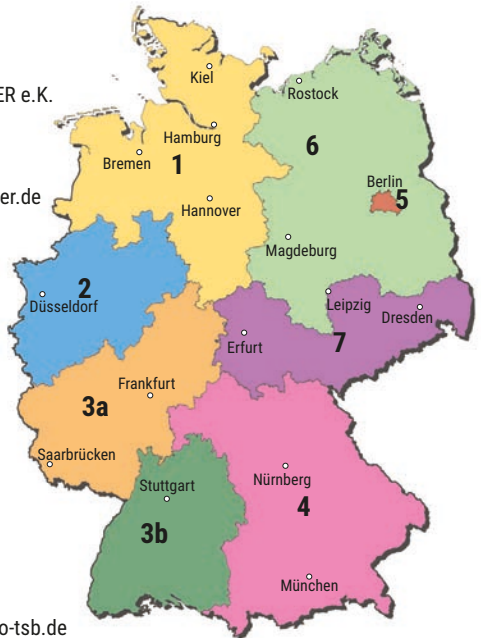 Kiel
ER e.K.
Rostock
Hamburg
6
Bremen
1
Berlin
er.de
5
Hannover
Magdeburg
2
Düsseldorf
Leipzig
Dresden
Erfurt
7
Frankfurt
3a
Saarbrücken
Stuttgart
Nürnberg
4
3b
München
o-tsb.de